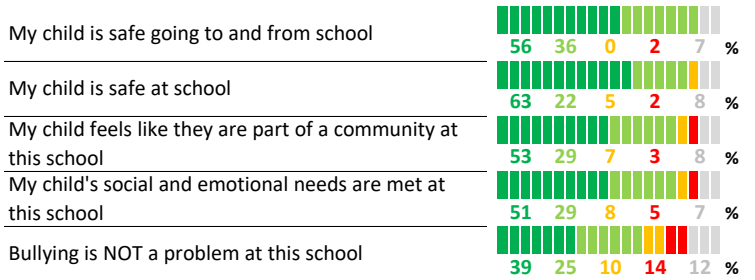 My child is safe going to and from school
56 36 0 2 7 %
My child is safe at school
63 22 5 2 8 %
My child feels like they are part of a community at
this school
53 29 7 3 8 %
My child's social and emotional needs are met at
this school
51 29 8 5 7 %
Bullying is NOT a problem at this school
39 25 10 14 12 %